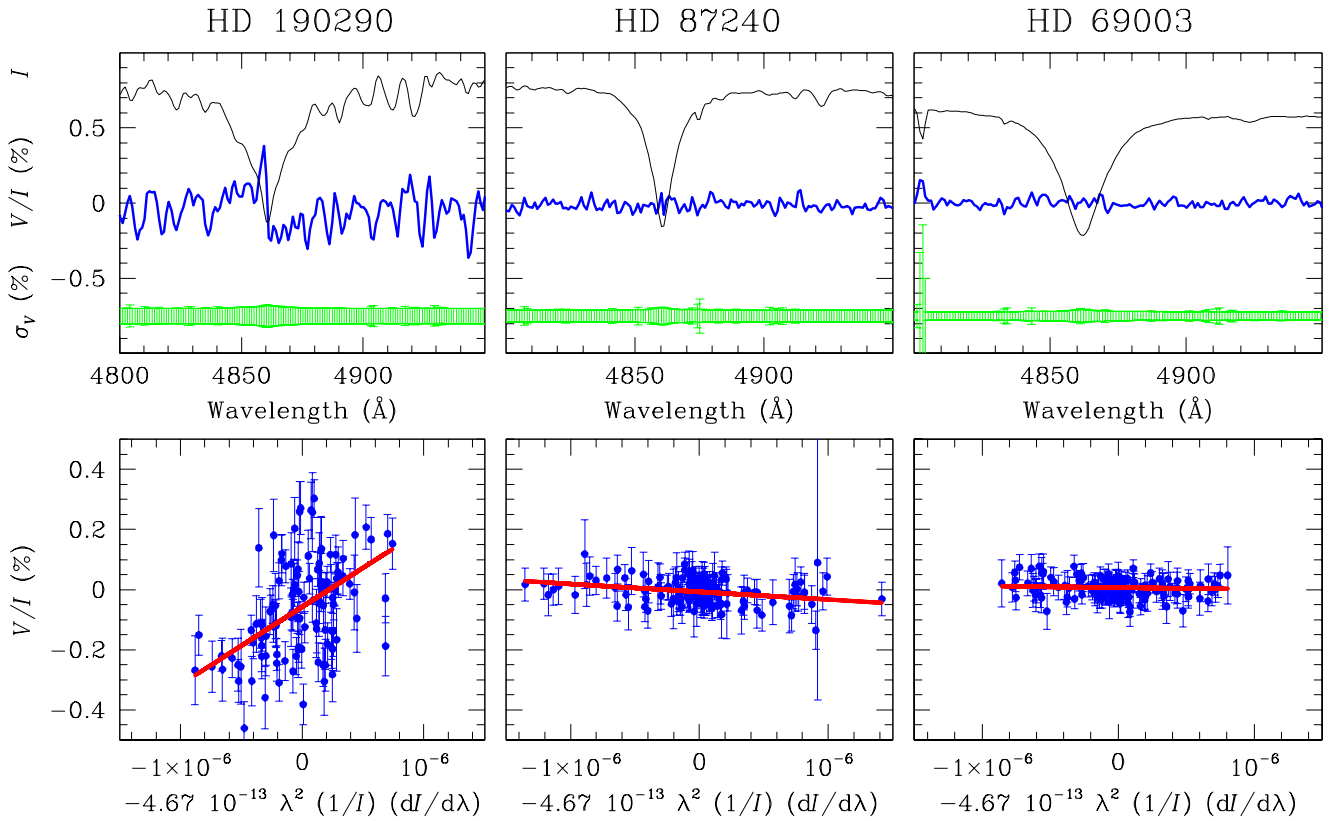 HD 190290 HD 87240 HD 69003
σV (%) V/I (%) I
0.5
0
−0.5
4800 4850 4900 4850 4900 4850 4900
Wavelength (Å) Wavelength (Å) Wavelength (Å)
V/I (%)
0.4
0.2
0
−0.2
−0.4
−1×10⁻⁶ 0 10⁻⁶ −1×10⁻⁶ 0 10⁻⁶ −1×10⁻⁶ 0 10⁻⁶
−4.67 10⁻¹³ λ² (1/I) (dI/dλ) −4.67 10⁻¹³ λ² (1/I) (dI/dλ) −4.67 10⁻¹³ λ² (1/I) (dI/dλ)